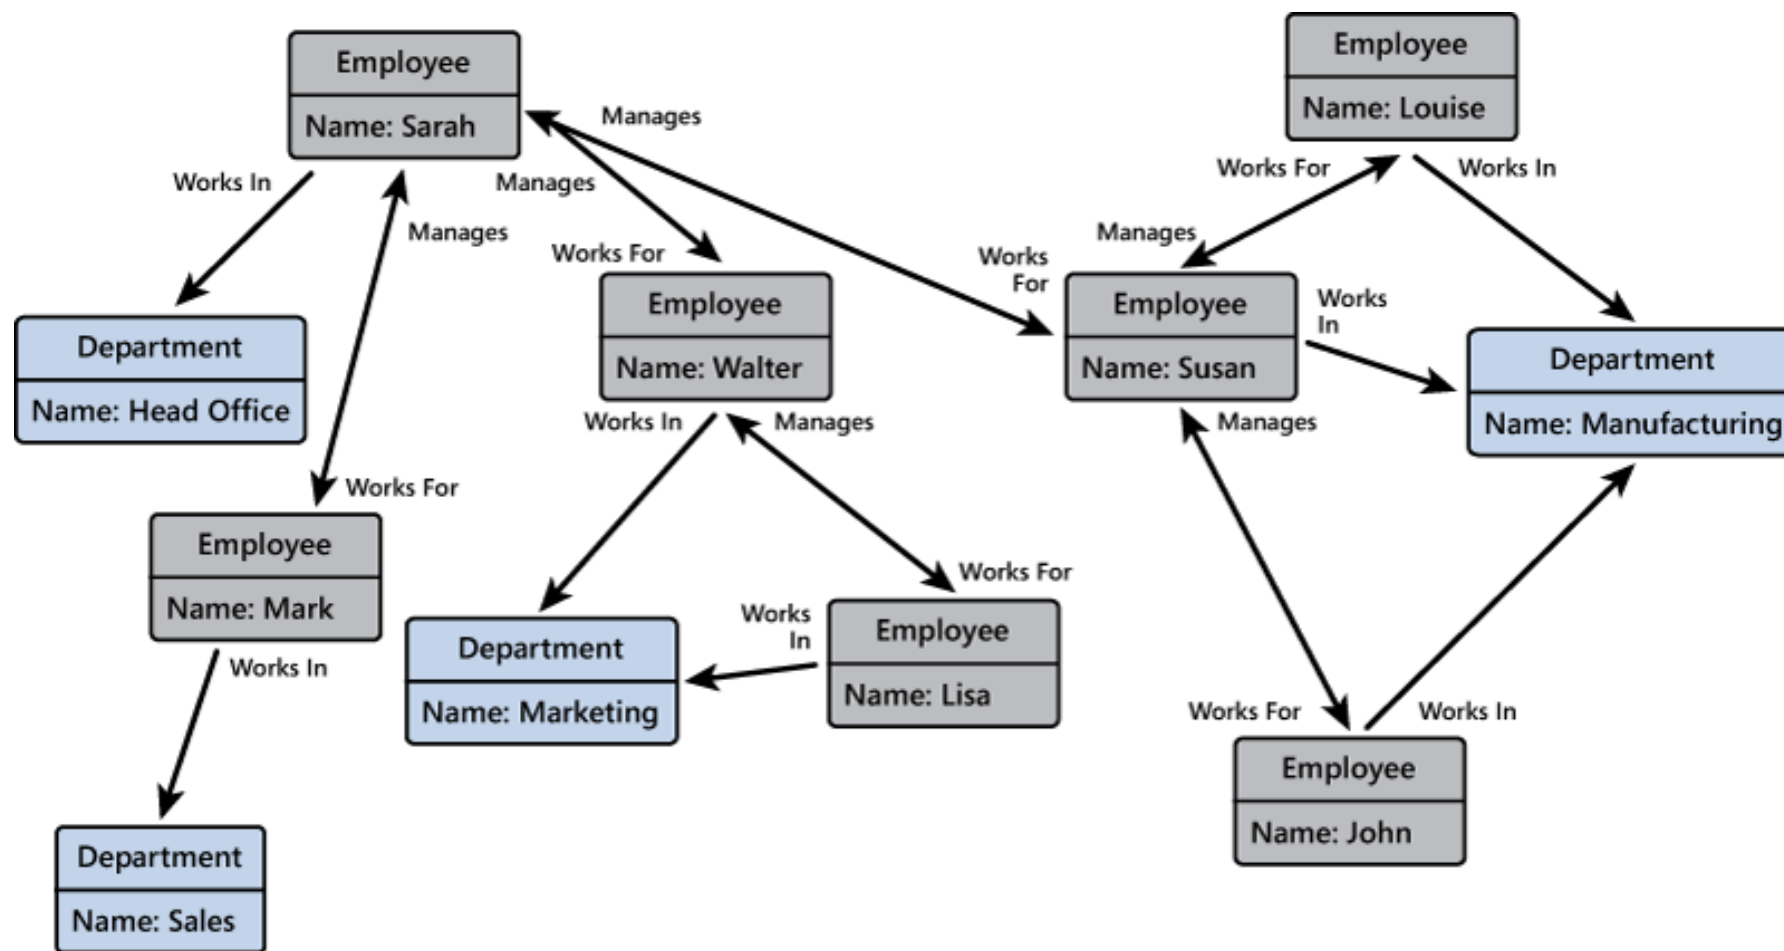 Employee
Name: Sarah
Employee
Name: Louise
Manages
Works In
Manages
Works For
Works In
Manages
Manages
Works For
Works
For
Employee
Name: Walter
Employee
Name: Susan
Works
In
Department
Name: Head Office
Department
Name: Manufacturing
Works In
Manages
Manages
Works For
Employee
Name: Mark
Works For
Works
In
Employee
Name: Lisa
Department
Name: Marketing
Works In
Works For
Works In
Employee
Name: John
Department
Name: Sales